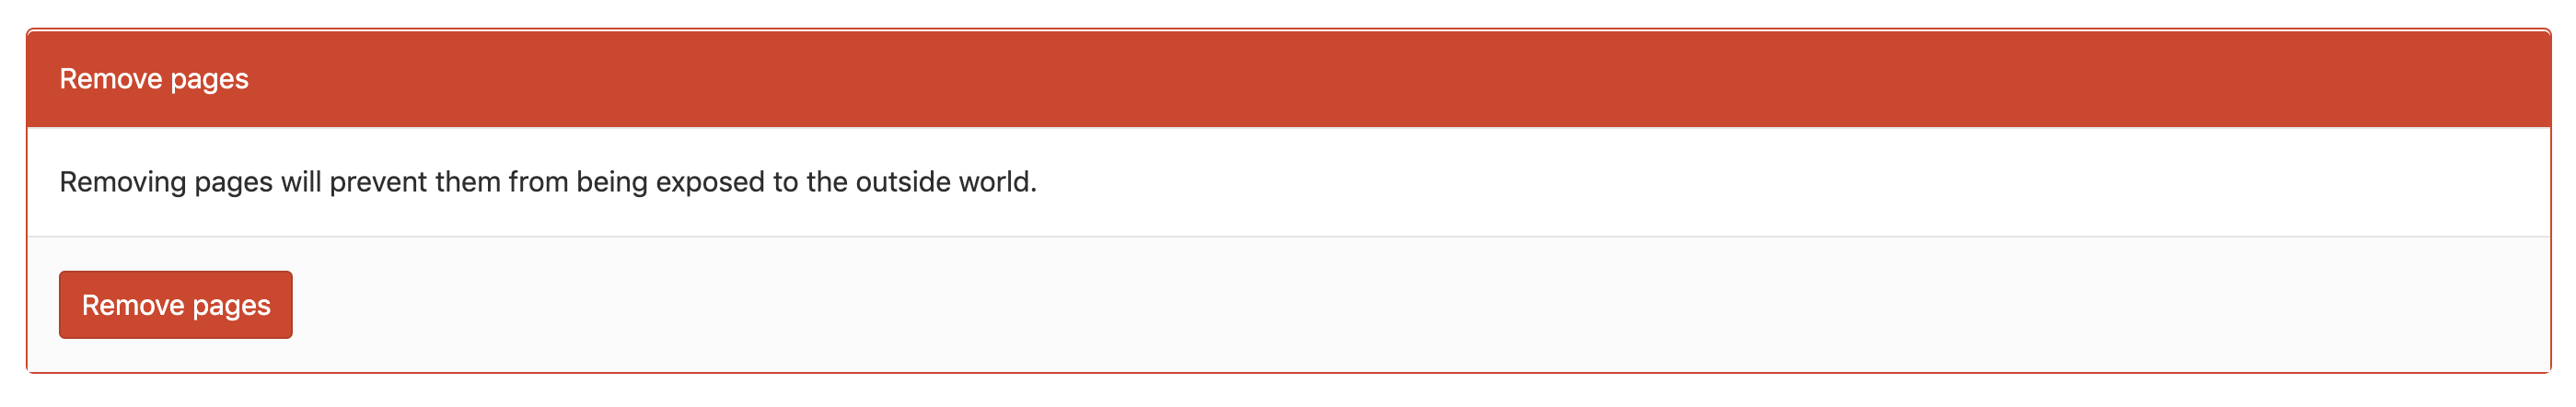 Remove pages
Removing pages will prevent them from being exposed to the outside world.
Remove pages